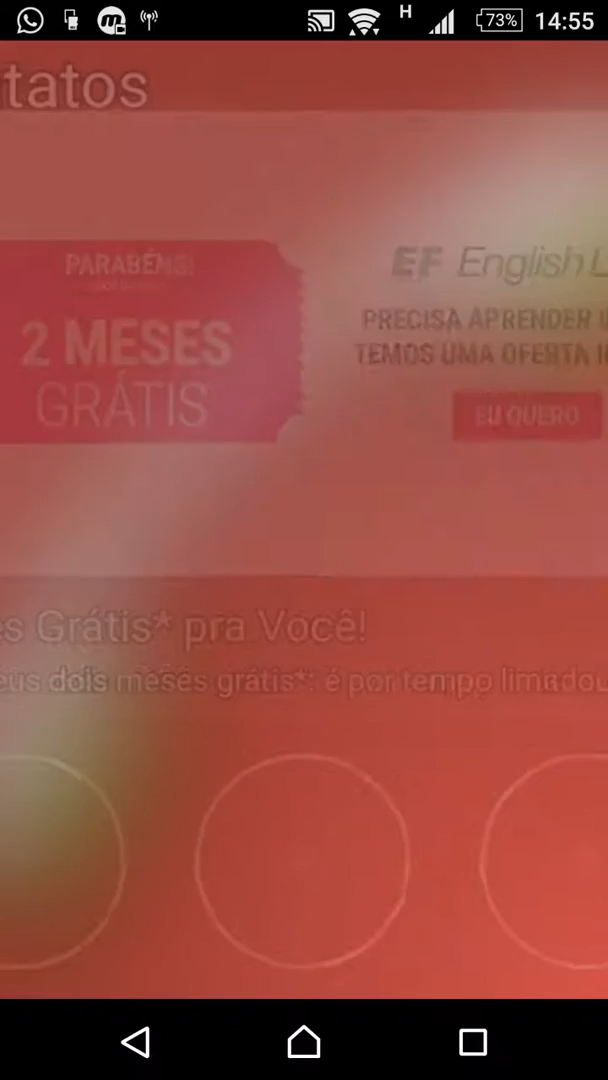 H 73% 14:55
tatos
PARABÉNS!
2 MESES
GRÁTIS
EF English L
PRECISA APRENDER
TEMOS UMA OFERTA
EU QUERO
s Grátis* pra Você!
eus dois meses grátis*: é por tempo